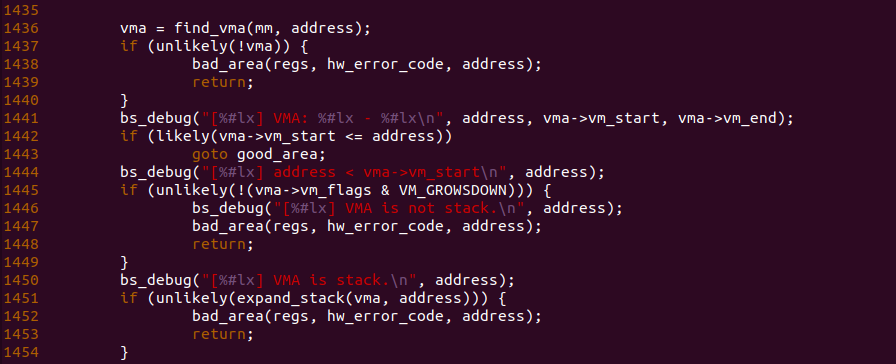 1435
1436         vma = find_vma(mm, address);
1437         if (unlikely(!vma)) {
1438                 bad_area(regs, hw_error_code, address);
1439                 return;
1440         }
1441         bs_debug("[%#lx] VMA: %#lx - %#lx\n", address, vma->vm_start, vma->vm_end);
1442         if (likely(vma->vm_start <= address))
1443                 goto good_area;
1444         bs_debug("[%#lx] address < vma->vm_start\n", address);
1445         if (unlikely(!(vma->vm_flags & VM_GROWSDOWN))) {
1446                 bs_debug("[%#lx] VMA is not stack.\n", address);
1447                 bad_area(regs, hw_error_code, address);
1448                 return;
1449         }
1450         bs_debug("[%#lx] VMA is stack.\n", address);
1451         if (unlikely(expand_stack(vma, address))) {
1452                 bad_area(regs, hw_error_code, address);
1453                 return;
1454         }